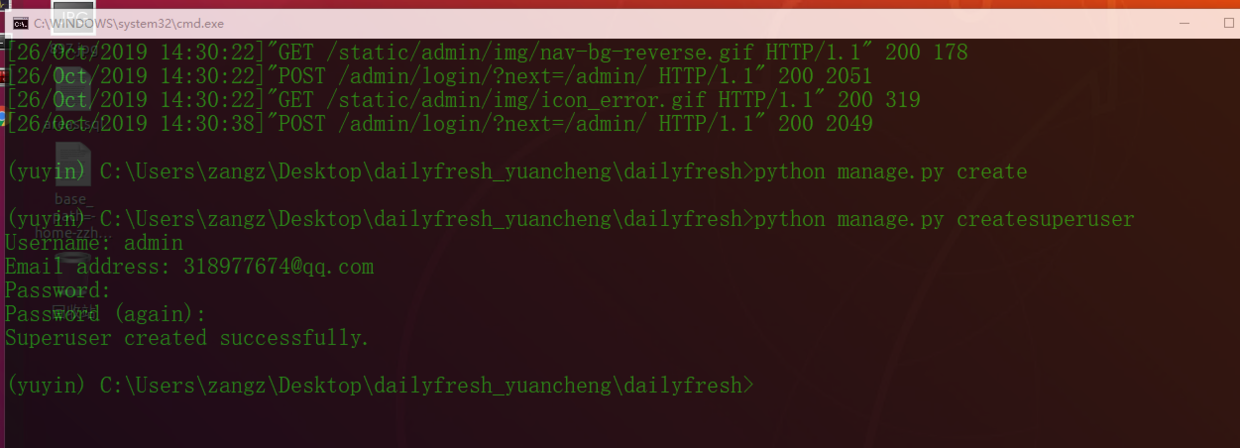 C:\WINDOWS\system32\cmd.exe
[26/Oct/2019 14:30:22]"GET /static/admin/img/nav-bg-reverse.gif HTTP/1.1" 200 178
[26/Oct/2019 14:30:22]"POST /admin/login/?next=/admin/ HTTP/1.1" 200 2051
[26/Oct/2019 14:30:22]"GET /static/admin/img/icon_error.gif HTTP/1.1" 200 319
[26/Oct/2019 14:30:38]"POST /admin/login/?next=/admin/ HTTP/1.1" 200 2049
(yuyin) C:\Users\zangz\Desktop\dailyfresh_yuancheng\dailyfresh>python manage.py create
(yuyin) C:\Users\zangz\Desktop\dailyfresh_yuancheng\dailyfresh>python manage.py createsuperuser
Username: admin
Email address: 318977674@qq.com
Password:
Password (again):
Superuser created successfully.
(yuyin) C:\Users\zangz\Desktop\dailyfresh_yuancheng\dailyfresh>
base_
home-zzh...